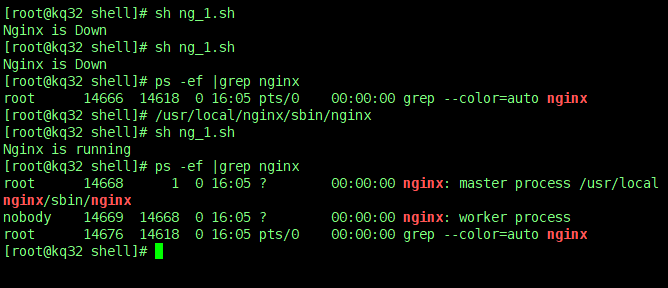 [root@kq32 shell]# sh ng_1.sh
Nginx is Down
[root@kq32 shell]# sh ng_1.sh
Nginx is Down
[root@kq32 shell]# ps -ef |grep nginx
root      14666  14618  0 16:05 pts/0    00:00:00 grep --color=auto nginx
[root@kq32 shell]# /usr/local/nginx/sbin/nginx
[root@kq32 shell]# sh ng_1.sh
Nginx is running
[root@kq32 shell]# ps -ef |grep nginx
root      14668      1  0 16:05 ?        00:00:00 nginx: master process /usr/local
nginx/sbin/nginx
nobody    14669  14668  0 16:05 ?        00:00:00 nginx: worker process
root      14676  14618  0 16:05 pts/0    00:00:00 grep --color=auto nginx
[root@kq32 shell]#